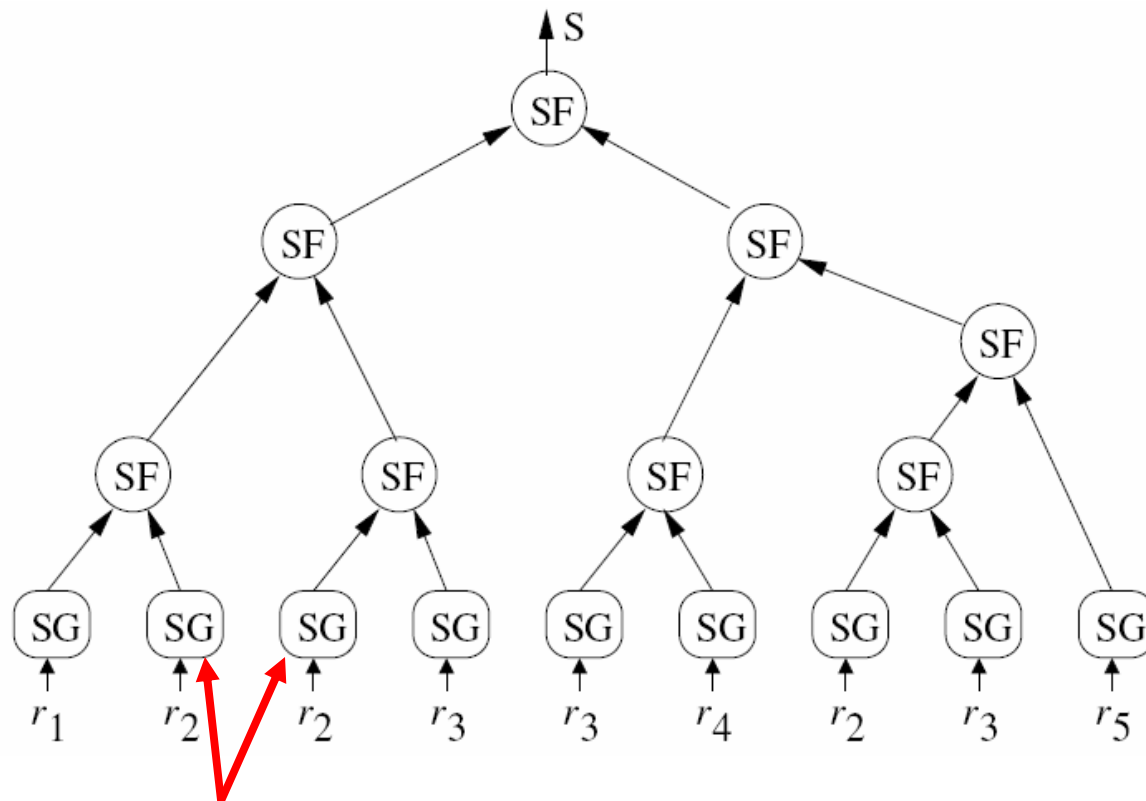 S
SF
SF SF
SF
SF SF SF SF
SG SG SG SG SG SG SG SG SG
r1 r2 r2 r3 r3 r4 r2 r3 r5